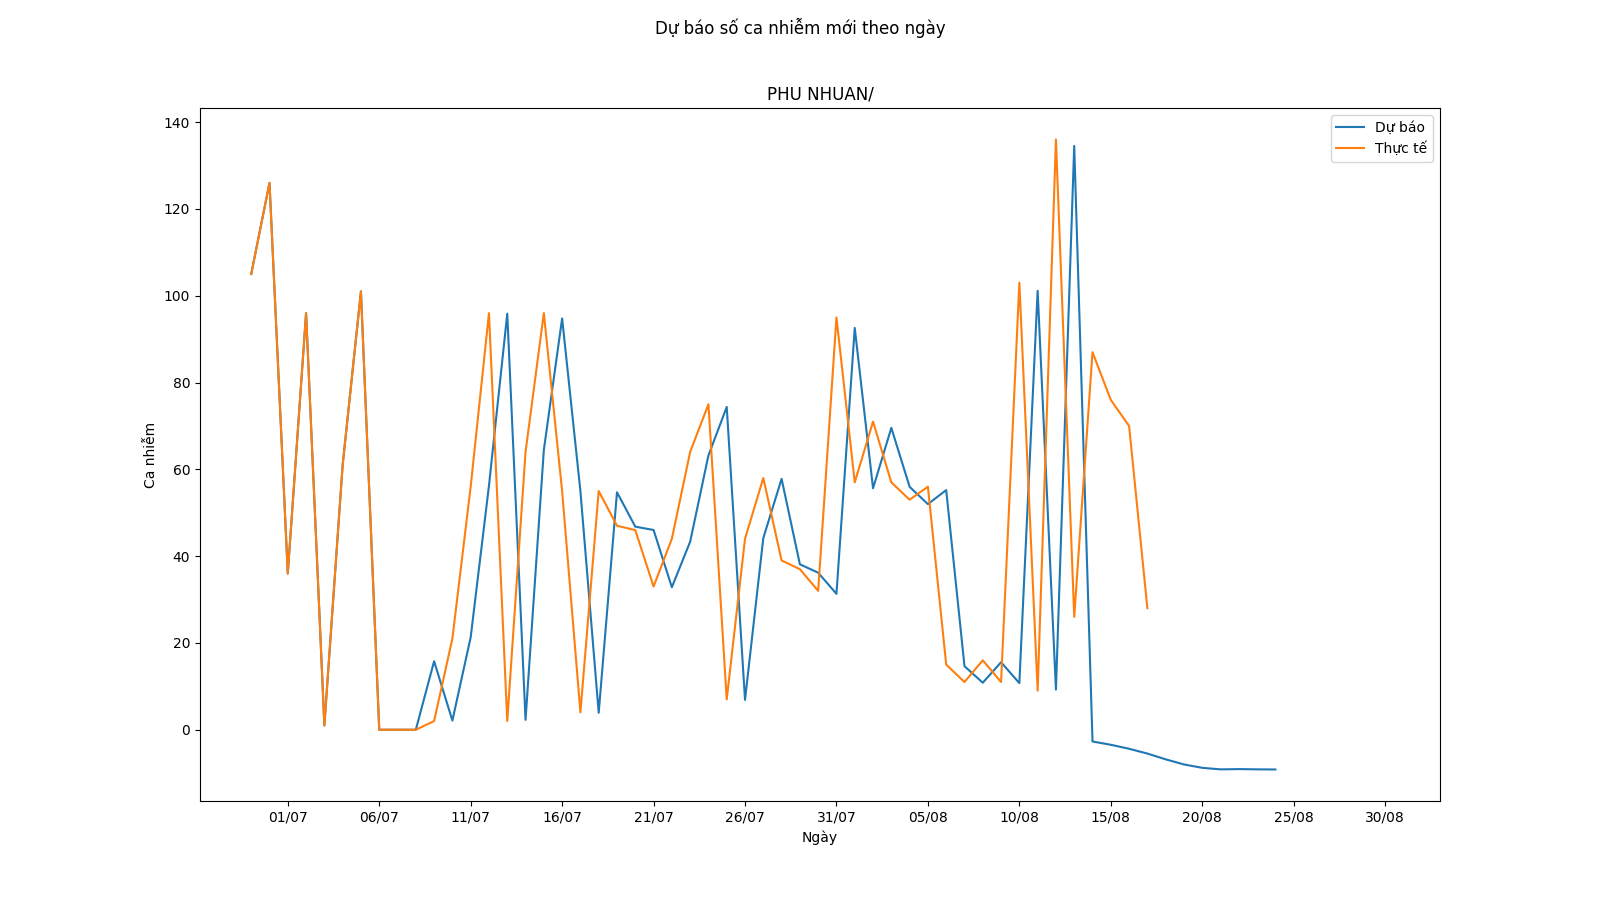 Dự báo số ca nhiễm mới theo ngày
PHU NHUAN/
Dự báo
Thực tế
140
120
100
80
60
40
20
0
Ca nhiễm
01/07 06/07 11/07 16/07 21/07 26/07 31/07 05/08 10/08 15/08 20/08 25/08 30/08
Ngày